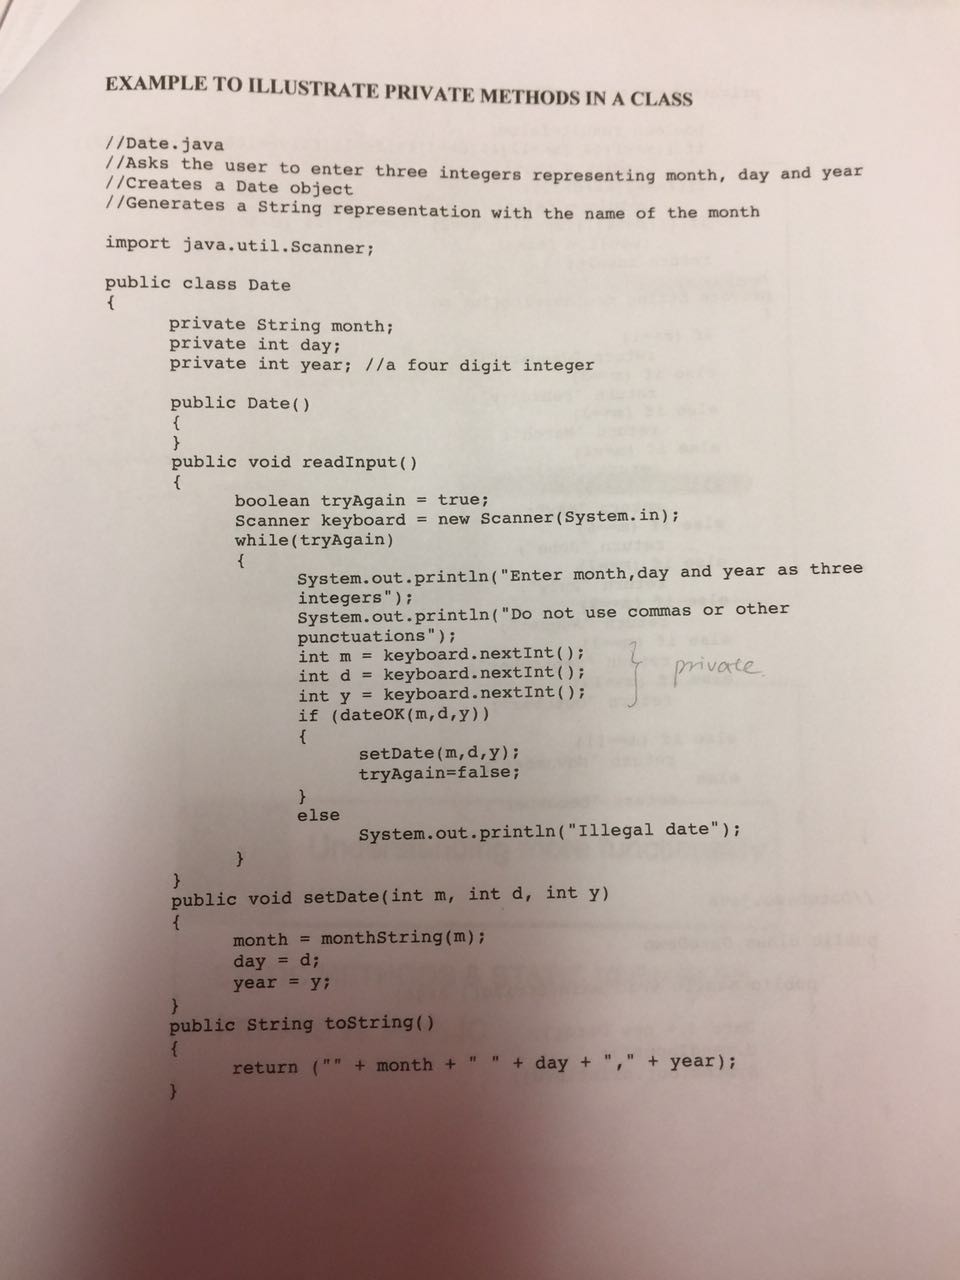 EXAMPLE TO ILLUSTRATE PRIVATE METHODS IN A CLASS
//Date.java
//Asks the user to enter three integers representing month, day and year
//Creates a Date object
//Generates a String representation with the name of the month
import java.util.Scanner;
public class Date
{
private String month;
private int day;
private int year; //a four digit integer
public Date()
{
}
public void readInput()
{
boolean tryAgain = true;
Scanner keyboard = new Scanner(System.in);
while(tryAgain)
{
System.out.println("Enter month,day and year as three
integers");
System.out.println("Do not use commas or other
punctuations");
int m = keyboard.nextInt();
int d = keyboard.nextInt(); private
int y = keyboard.nextInt();
if (dateOK(m,d,y))
{
setDate(m,d,y);
tryAgain=false;
}
else
System.out.println("Illegal date");
}
}
public void setDate(int m, int d, int y)
{
month = monthString(m);
day = d;
year = y;
}
public String toString()
{
return ("" + month + " " + day + "," + year);
}